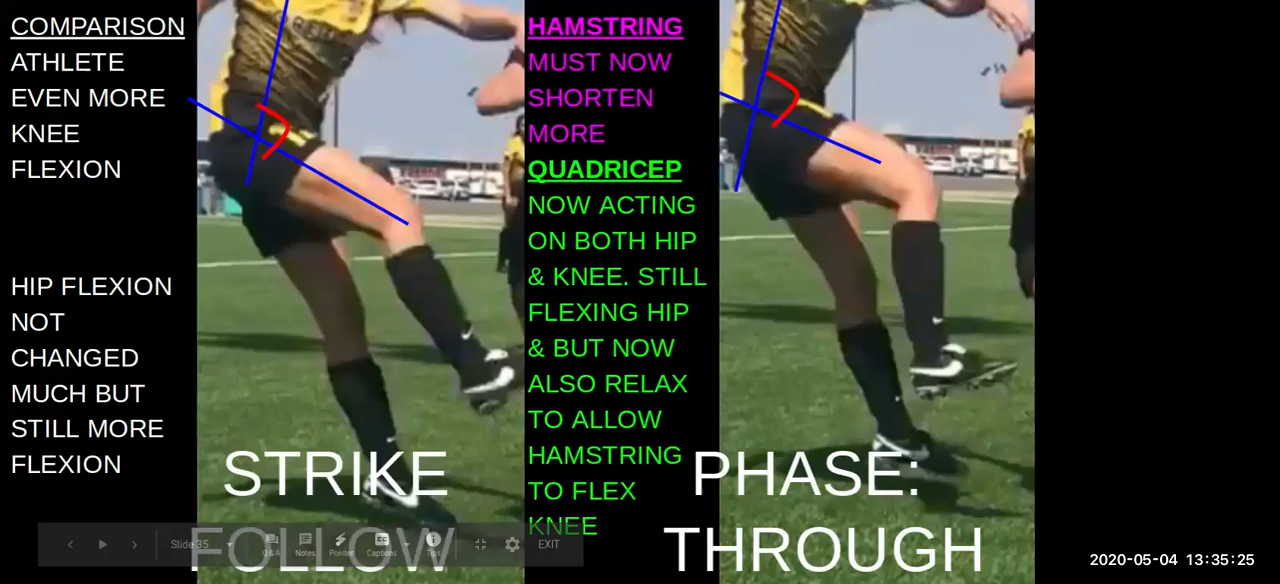 COMPARISON
ATHLETE
EVEN MORE
KNEE
FLEXION
HIP FLEXION
NOT
CHANGED
MUCH BUT
STILL MORE
FLEXION
HAMSTRING
MUST NOW
SHORTEN
MORE
QUADRICEP
NOW ACTING
ON BOTH HIP
& KNEE. STILL
FLEXING HIP
& BUT NOW
ALSO RELAX
TO ALLOW
HAMSTRING
TO FLEX
KNEE
STRIKE PHASE:
FOLLOW THROUGH
Slide 35
Q & A
Notes
Pointer
Captions
Tips
EXIT
2020-05-04 13:35:25